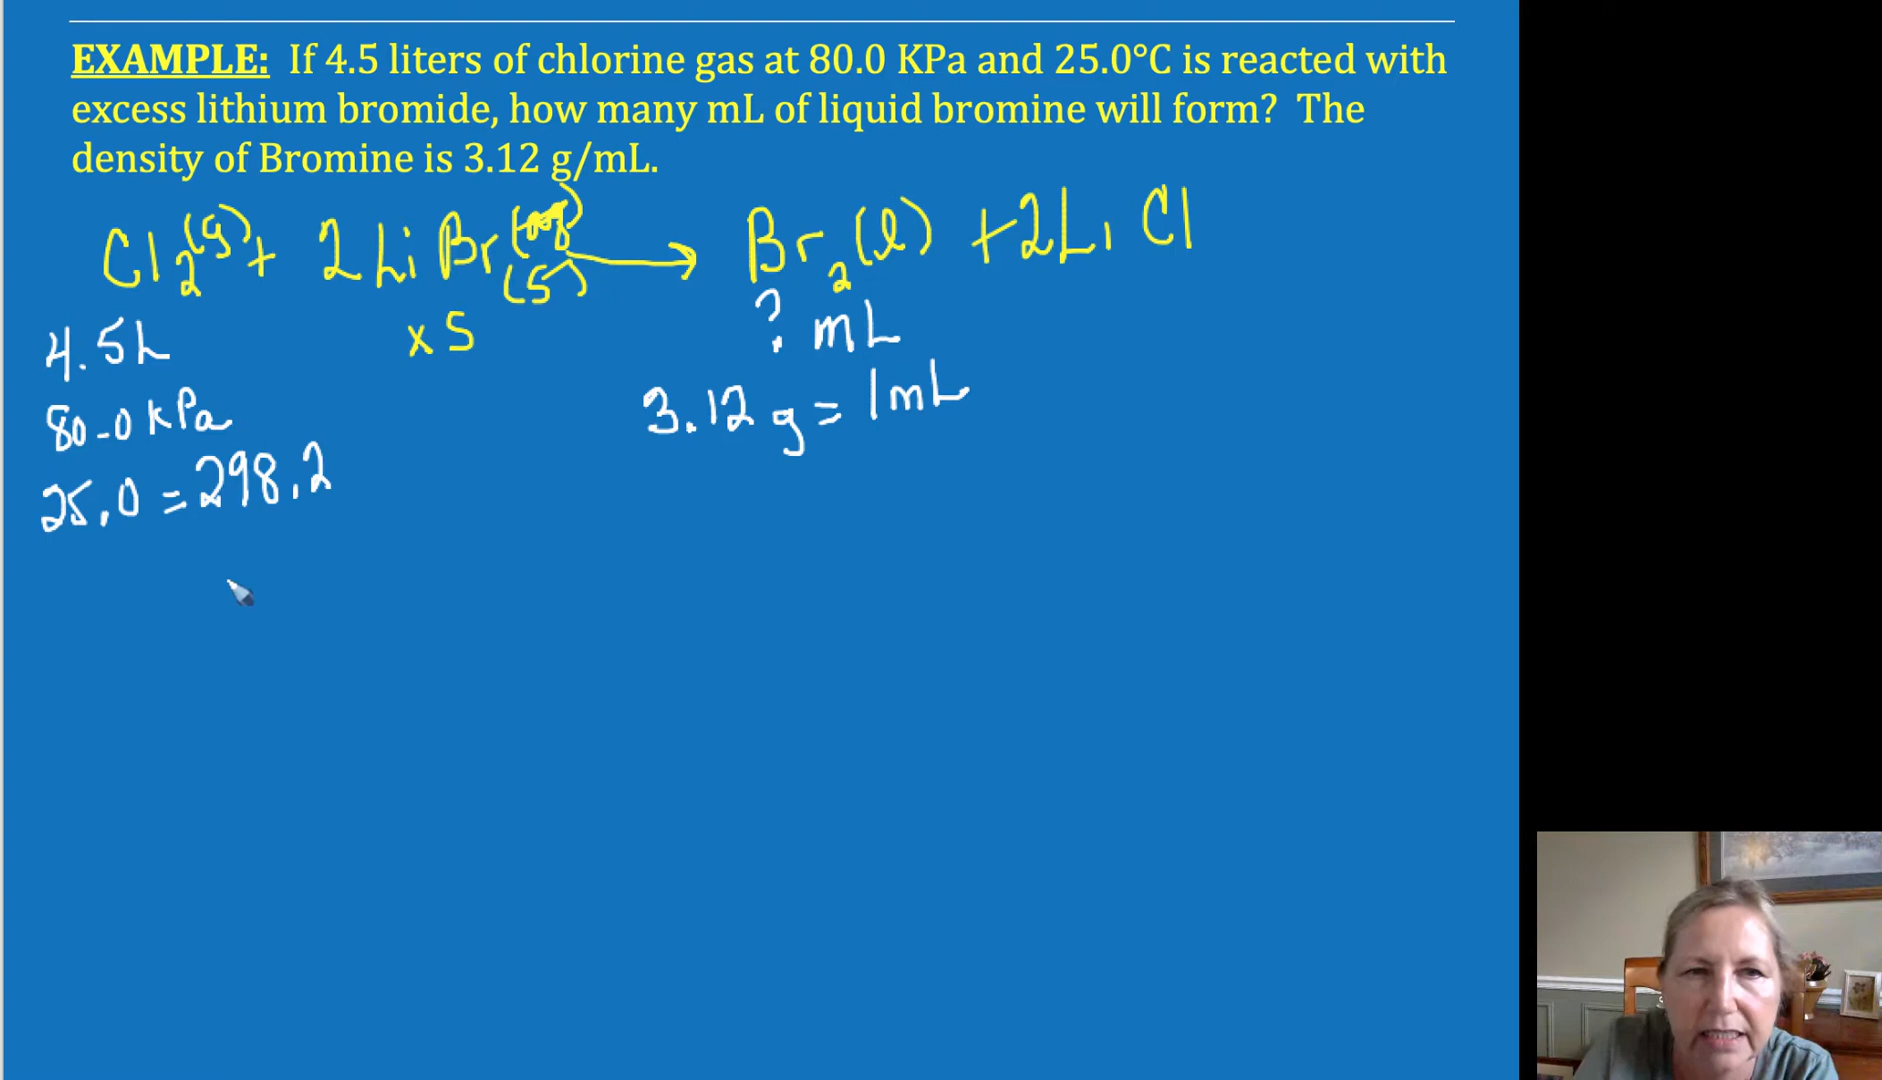 EXAMPLE: If 4.5 liters of chlorine gas at 80.0 KPa and 25.0°C is reacted with
excess lithium bromide, how many mL of liquid bromine will form? The
density of Bromine is 3.12 g/mL.
Cl2(g) + 2LiBr → Br2(l) + 2LiCl
(s)
4.5L xs ? mL
80.0 kPa 3.12 g = 1mL
25.0 = 298.2